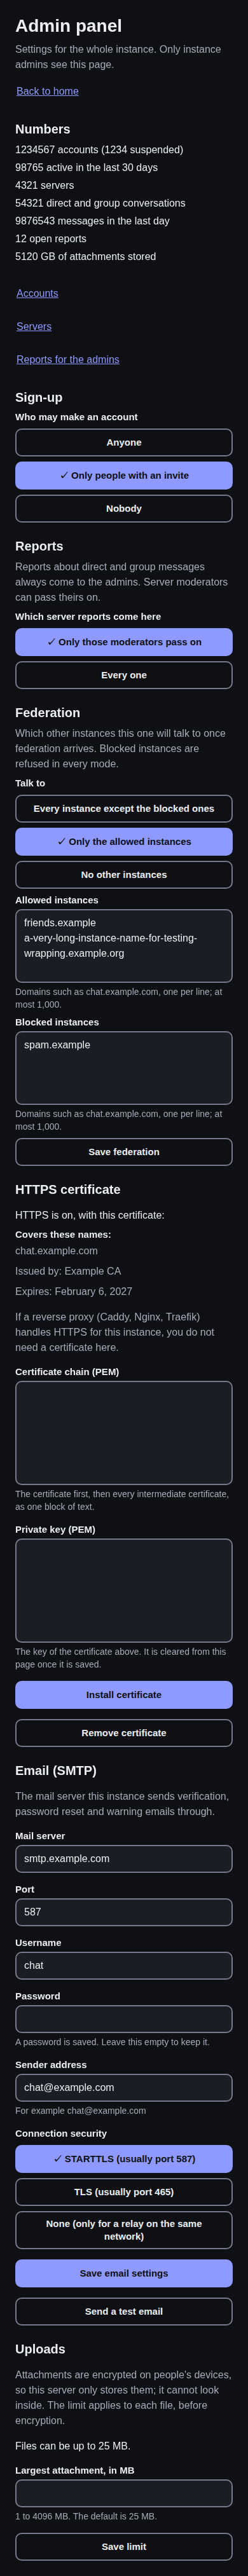 Admin panel
Settings for the whole instance. Only instance
admins see this page.
Back to home
Numbers
1234567 accounts (1234 suspended)
98765 active in the last 30 days
4321 servers
54321 direct and group conversations
9876543 messages in the last day
12 open reports
5120 GB of attachments stored
Accounts
Servers
Reports for the admins
Sign-up
Who may make an account
Anyone
✓ Only people with an invite
Nobody
Reports
Reports about direct and group messages
always come to the admins. Server moderators
can pass theirs on.
Which server reports come here
✓ Only those moderators pass on
Every one
Federation
Which other instances this one will talk to once
federation arrives. Blocked instances are
refused in every mode.
Talk to
Every instance except the blocked ones
✓ Only the allowed instances
No other instances
Allowed instances
friends.example
a-very-long-instance-name-for-testing-
wrapping.example.org
Domains such as chat.example.com, one per line; at
most 1,000.
Blocked instances
spam.example
Domains such as chat.example.com, one per line; at
most 1,000.
Save federation
HTTPS certificate
HTTPS is on, with this certificate:
Covers these names:
chat.example.com
Issued by: Example CA
Expires: February 6, 2027
If a reverse proxy (Caddy, Nginx, Traefik)
handles HTTPS for this instance, you do not
need a certificate here.
Certificate chain (PEM)
The certificate first, then every intermediate certificate,
as one block of text.
Private key (PEM)
The key of the certificate above. It is cleared from this
page once it is saved.
Install certificate
Remove certificate
Email (SMTP)
The mail server this instance sends verification,
password reset and warning emails through.
Mail server
smtp.example.com
Port
587
Username
chat
Password
A password is saved. Leave this empty to keep it.
Sender address
chat@example.com
For example chat@example.com
Connection security
✓ STARTTLS (usually port 587)
TLS (usually port 465)
None (only for a relay on the same
network)
Save email settings
Send a test email
Uploads
Attachments are encrypted on people's devices,
so this server only stores them; it cannot look
inside. The limit applies to each file, before
encryption.
Files can be up to 25 MB.
Largest attachment, in MB
1 to 4096 MB. The default is 25 MB.
Save limit